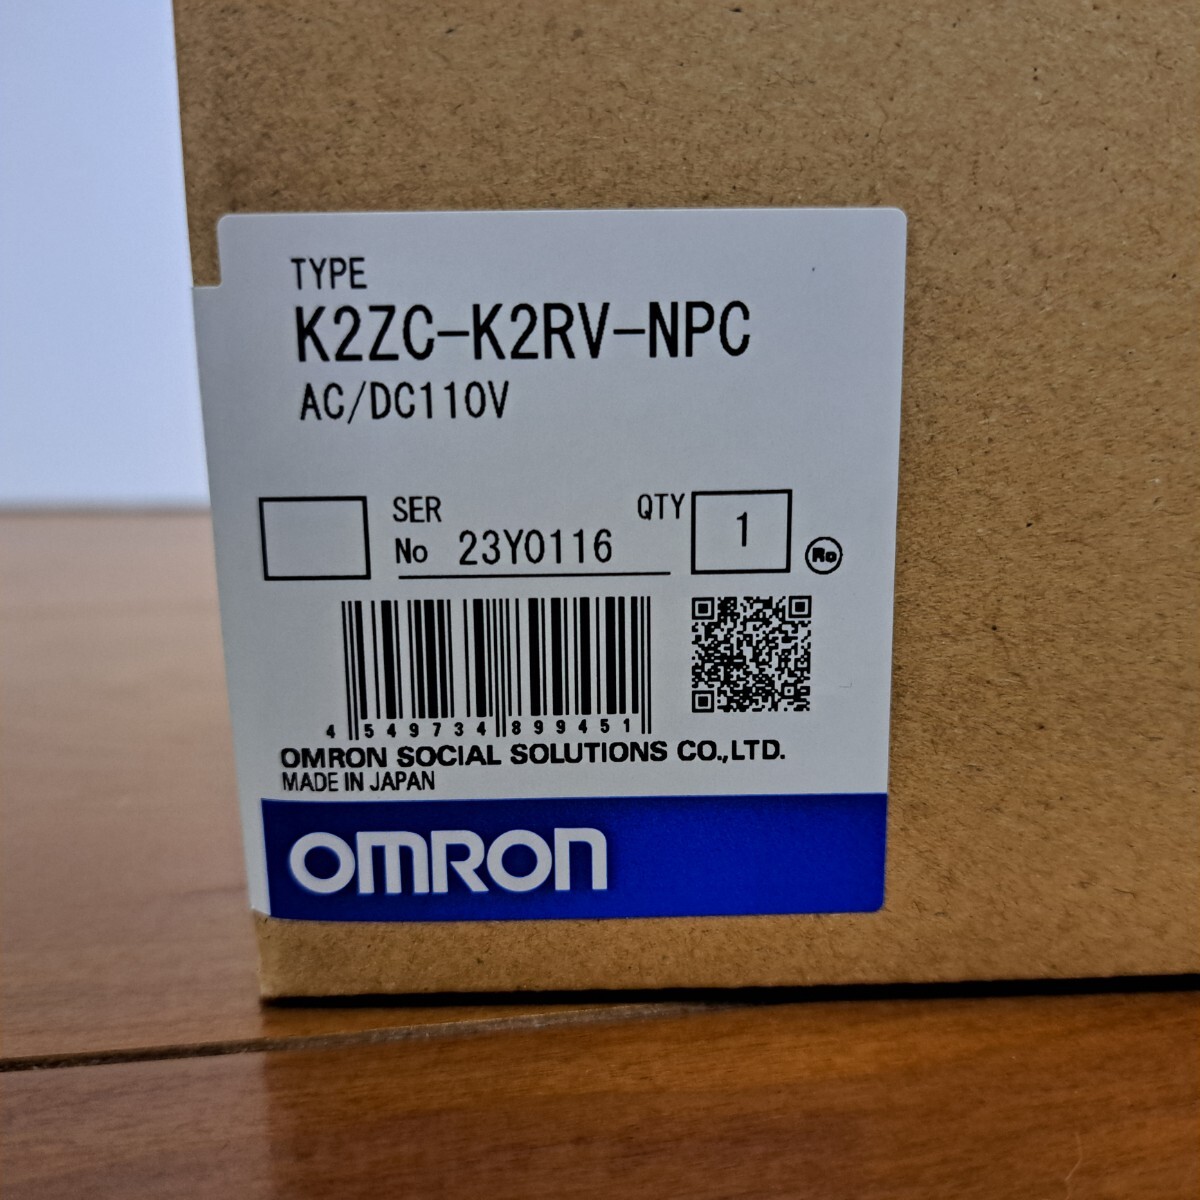 TYPE
K2ZC-K2RV-NPC
AC/DC110V
SER
No 23Y0116
QTY 1
Ro
4 549734 899451
OMRON SOCIAL SOLUTIONS CO.,LTD.
MADE IN JAPAN
OMRON